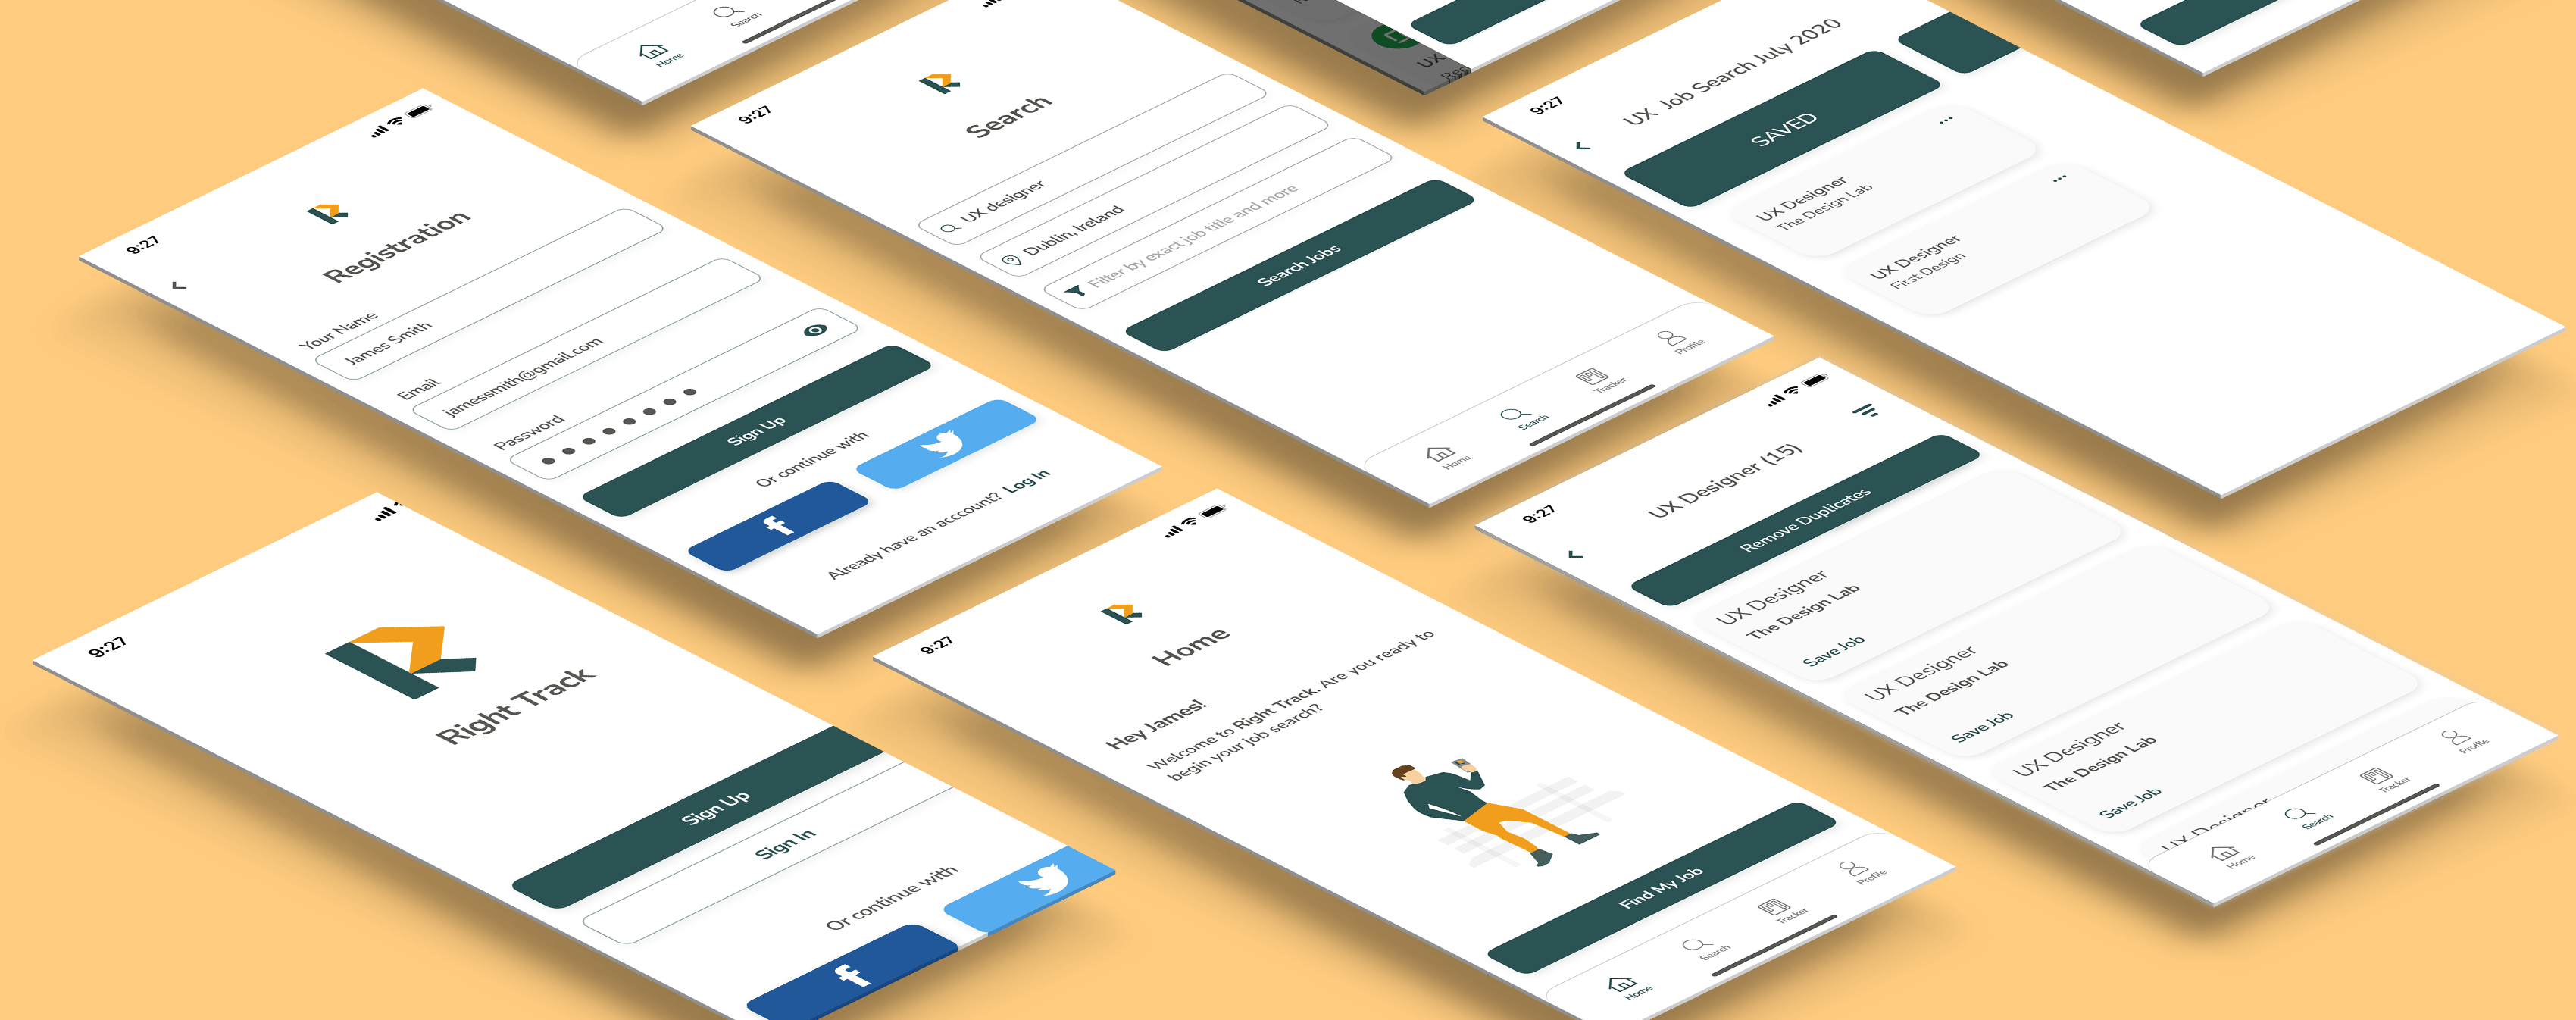 Home
Search
9:27
Registration
Your Name
James Smith
Email
jamessmith@gmail.com
Password
Sign Up
Or continue with
Already have an acccount? Log In
9:27
Search
UX designer
Dublin, Ireland
Filter by exact job title and more
Search Jobs
Home
Search
Tracker
Profile
UX
9:27
UX Job Search July 2020
SAVED
UX Designer
The Design Lab
UX Designer
First Design
9:27
Right Track
Sign Up
Sign In
Or continue with
9:27
Home
Hey James!
Welcome to Right Track. Are you ready to
begin your job search?
Find My Job
Home
Search
Tracker
Profile
9:27
UX Designer (15)
Remove Duplicates
UX Designer
The Design Lab
Save Job
UX Designer
The Design Lab
Save Job
UX Designer
The Design Lab
Save Job
UX Designer
Home
Search
Tracker
Profile